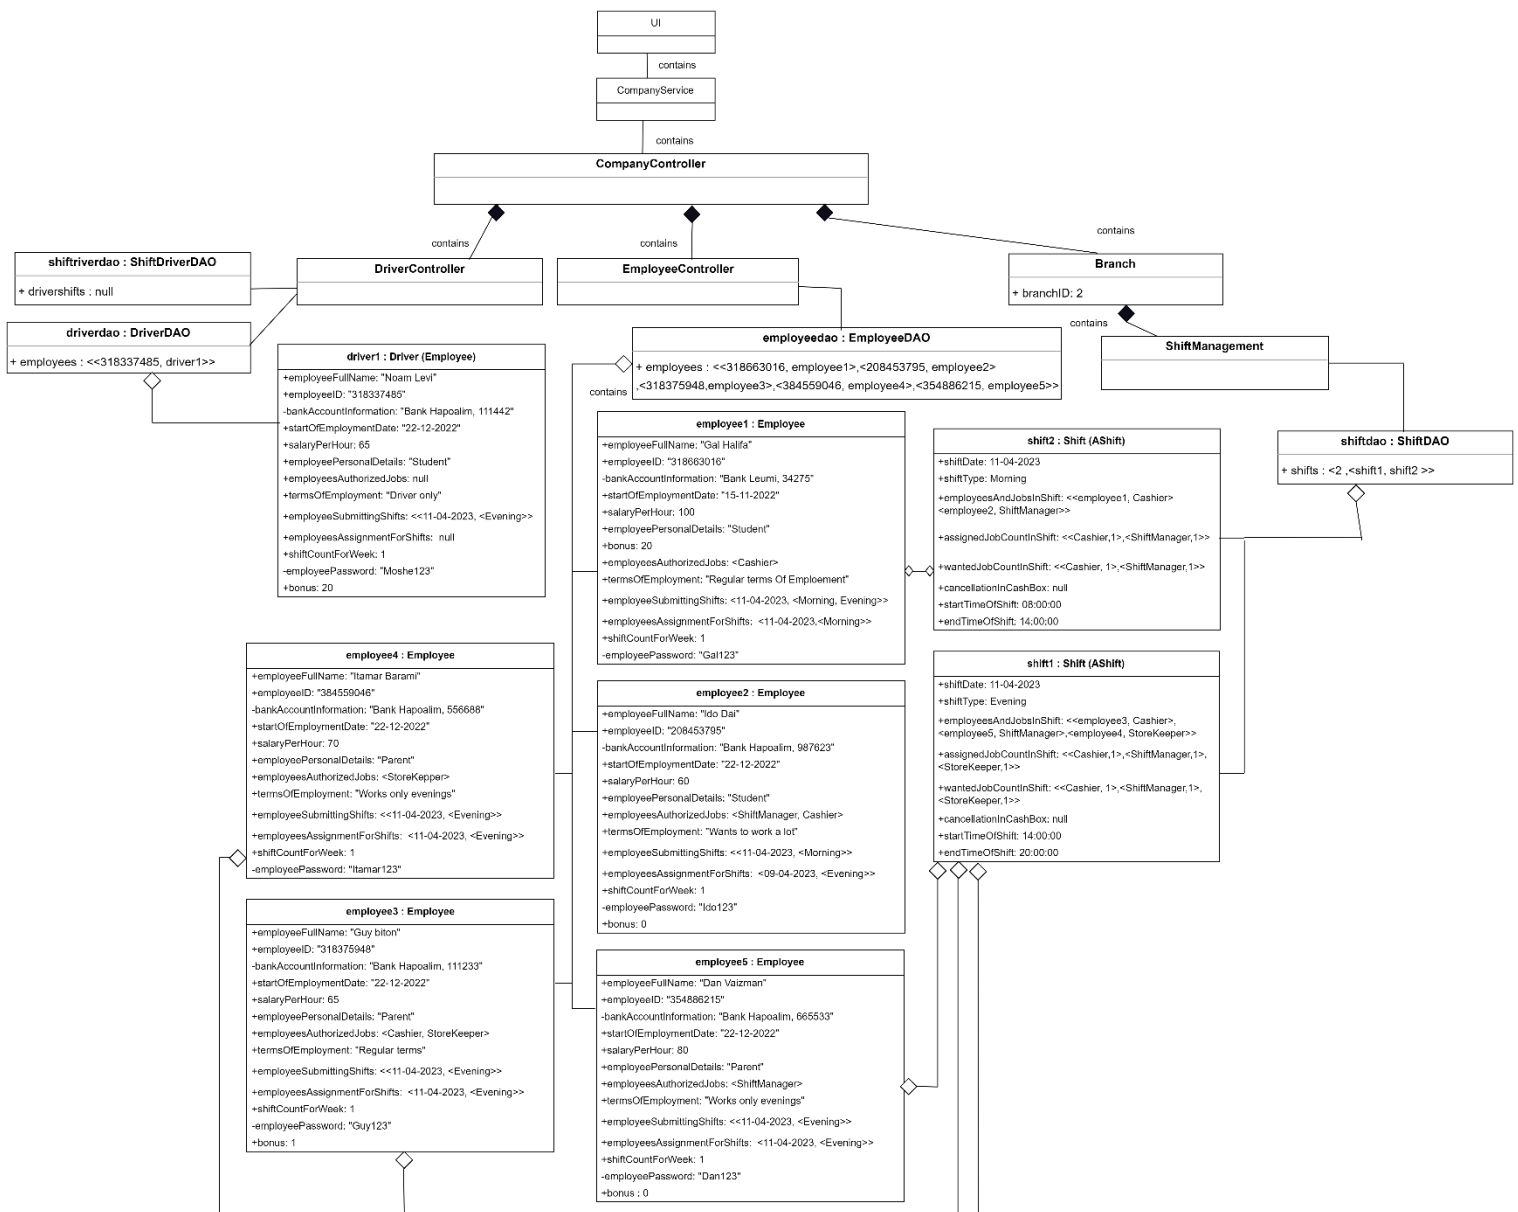 UI
contains
CompanyService
contains
CompanyController
contains
contains
contains
shiftriverdao : ShiftDriverDAO
+ drivershifts : null
DriverController
EmployeeController
Branch
+ branchID: 2
contains
driverdao : DriverDAO
+ employees : <<318337485, driver1>>
employeedao : EmployeeDAO
+ employees : <<318663016, employee1>,<208453795, employee2>
,<318375948,employee3>,<384559046, employee4>,<354886215, employee5>>
contains
ShiftManagement
shiftdao : ShiftDAO
+ shifts : <2 ,<shift1, shift2 >>
driver1 : Driver (Employee)
+employeeFullName: "Noam Levi"
+employeeID: "318337485"
-bankAccountInformation: "Bank Hapoalim, 111442"
+startOfEmploymentDate: "22-12-2022"
+salaryPerHour: 65
+employeePersonalDetails: "Student"
+employeesAuthorizedJobs: null
+termsOfEmployment: "Driver only"
+employeeSubmittingShifts: <<11-04-2023, <Evening>>
+employeesAssignmentForShifts: null
+shiftCountForWeek: 1
-employeePassword: "Moshe123"
+bonus: 20
employee1 : Employee
+employeeFullName: "Gal Halifa"
+employeeID: "318663016"
-bankAccountInformation: "Bank Leumi, 34275"
+startOfEmploymentDate: "15-11-2022"
+salaryPerHour: 100
+employeePersonalDetails: "Student"
+bonus: 20
+employeesAuthorizedJobs: <Cashier>
+termsOfEmployment: "Regular terms Of Emploement"
+employeeSubmittingShifts: <11-04-2023, <Morning, Evening>>
+employeesAssignmentForShifts: <11-04-2023,<Morning>>
+shiftCountForWeek: 1
-employeePassword: "Gal123"
shift2 : Shift (AShift)
+shiftDate: 11-04-2023
+shiftType: Morning
+employeesAndJobsInShift: <<employee1, Cashier>
<employee2, ShiftManager>>
+assignedJobCountInShift: <<Cashier,1>,<ShiftManager,1>>
+wantedJobCountInShift: <<Cashier, 1>,<ShiftManager,1>>
+cancellationInCashBox: null
+startTimeOfShift: 08:00:00
+endTimeOfShift: 14:00:00
employee4 : Employee
+employeeFullName: "Itamar Barami"
+employeeID: "384559046"
-bankAccountInformation: "Bank Hapoalim, 556688"
+startOfEmploymentDate: "22-12-2022"
+salaryPerHour: 70
+employeePersonalDetails: "Parent"
+employeesAuthorizedJobs: <StoreKepper>
+termsOfEmployment: "Works only evenings"
+employeeSubmittingShifts: <<11-04-2023, <Evening>>
+employeesAssignmentForShifts: <11-04-2023, <Evening>>
+shiftCountForWeek: 1
-employeePassword: "Itamar123"
employee2 : Employee
+employeeFullName: "Ido Dai"
+employeeID: "208453795"
-bankAccountInformation: "Bank Hapoalim, 987623"
+startOfEmploymentDate: "22-12-2022"
+salaryPerHour: 60
+employeePersonalDetails: "Student"
+employeesAuthorizedJobs: <ShiftManager, Cashier>
+termsOfEmployment: "Wants to work a lot"
+employeeSubmittingShifts: <<11-04-2023, <Morning>>
+employeesAssignmentForShifts: <09-04-2023, <Evening>>
+shiftCountForWeek: 1
-employeePassword: "Ido123"
+bonus: 0
shift1 : Shift (AShift)
+shiftDate: 11-04-2023
+shiftType: Evening
+employeesAndJobsInShift: <<employee3, Cashier>,
<employee5, ShiftManager>,<employee4, StoreKeeper>>
+assignedJobCountInShift: <<Cashier,1>,<ShiftManager,1>,
<StoreKeeper,1>>
+wantedJobCountInShift: <<Cashier, 1>,<ShiftManager,1>,
<StoreKeeper,1>>
+cancellationInCashBox: null
+startTimeOfShift: 14:00:00
+endTimeOfShift: 20:00:00
employee3 : Employee
+employeeFullName: "Guy biton"
+employeeID: "318375948"
-bankAccountInformation: "Bank Hapoalim, 111233"
+startOfEmploymentDate: "22-12-2022"
+salaryPerHour: 65
+employeePersonalDetails: "Parent"
+employeesAuthorizedJobs: <Cashier, StoreKeeper>
+termsOfEmployment: "Regular terms"
+employeeSubmittingShifts: <<11-04-2023, <Evening>>
+employeesAssignmentForShifts: <11-04-2023, <Evening>>
+shiftCountForWeek: 1
-employeePassword: "Guy123"
+bonus: 1
employee5 : Employee
+employeeFullName: "Dan Vaizman"
+employeeID: "354886215"
-bankAccountInformation: "Bank Hapoalim, 665533"
+startOfEmploymentDate: "22-12-2022"
+salaryPerHour: 80
+employeePersonalDetails: "Parent"
+employeesAuthorizedJobs: <ShiftManager>
+termsOfEmployment: "Works only evenings"
+employeeSubmittingShifts: <<11-04-2023, <Evening>>
+employeesAssignmentForShifts: <11-04-2023, <Evening>>
+shiftCountForWeek: 1
-employeePassword: "Dan123"
+bonus : 0